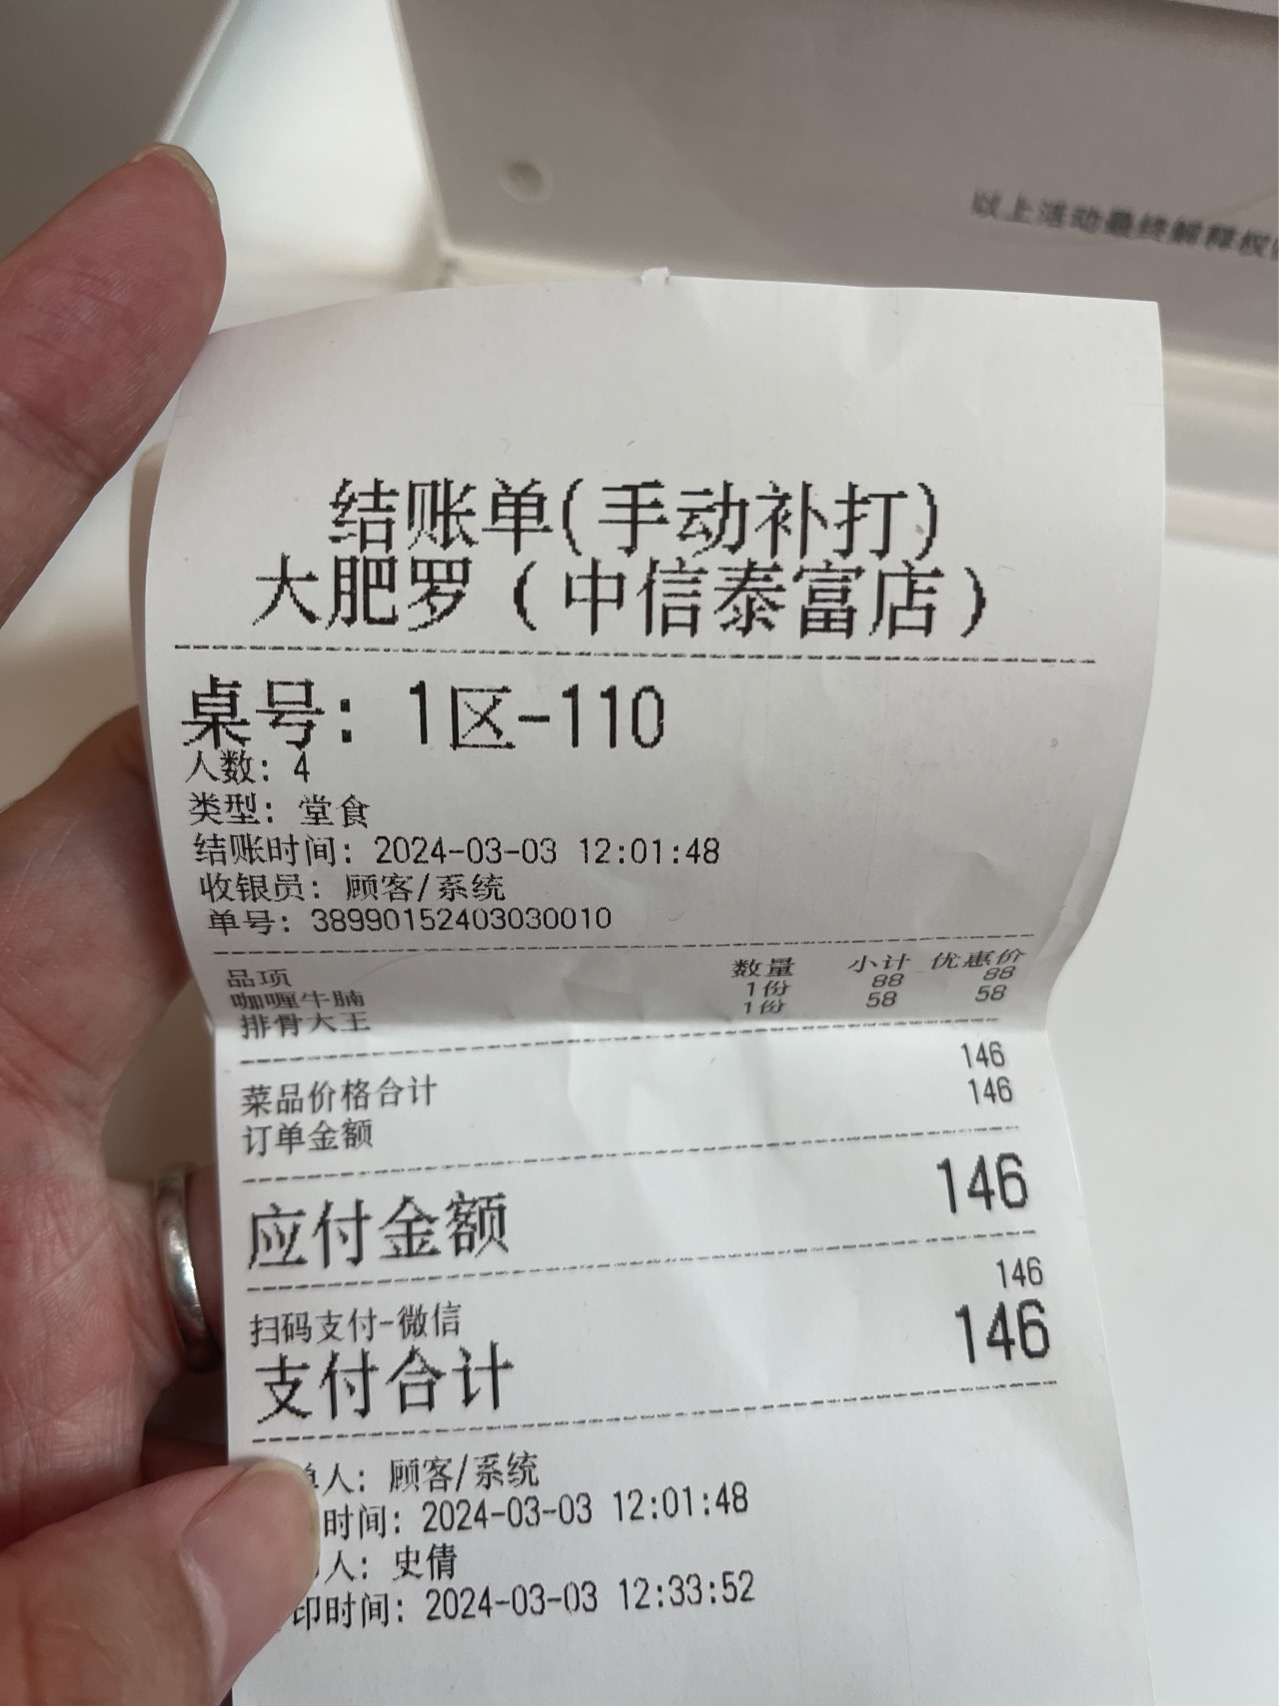 以上活动最终解释权
结账单(手动补打)
大肥罗（中信泰富店）
桌号： 1区-110
人数： 4
类型： 堂食
结账时间： 2024-03-03 12:01:48
收银员： 顾客/系统
单号： 38990152403030010
品项 数量 小计 优惠价
咖喱牛腩 1份 88 88
排骨大王 1份 58 58
菜品价格合计 146
订单金额 146
应付金额 146
扫码支付-微信 146
支付合计 146
单人： 顾客/系统
时间： 2024-03-03 12:01:48
人： 史倩
印时间： 2024-03-03 12:33:52